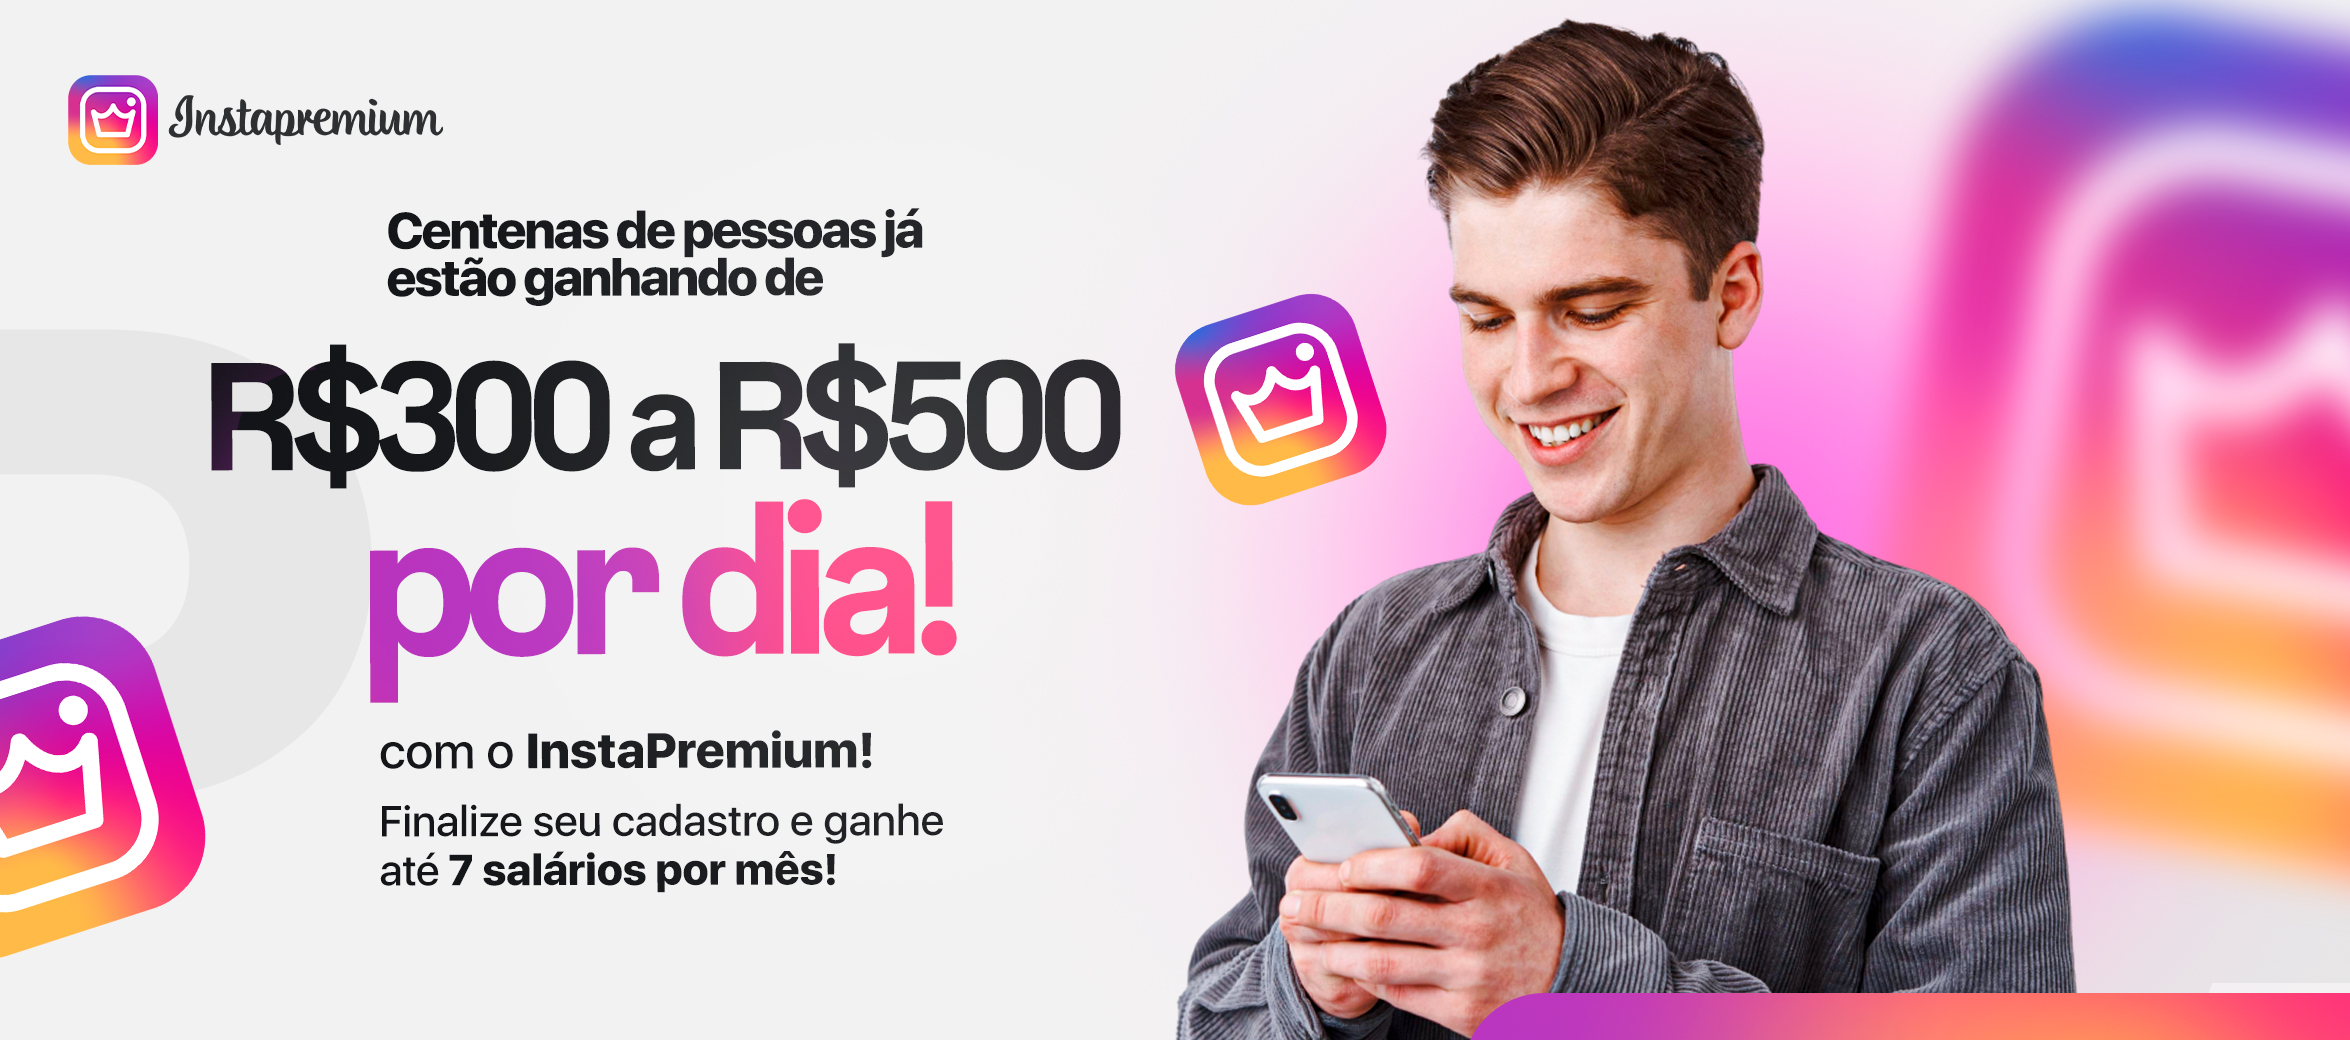 Instapremium
Centenas de pessoas já
estão ganhando de
R$300 a R$500
por dia!
com o InstaPremium!
Finalize seu cadastro e ganhe
até 7 salários por mês!